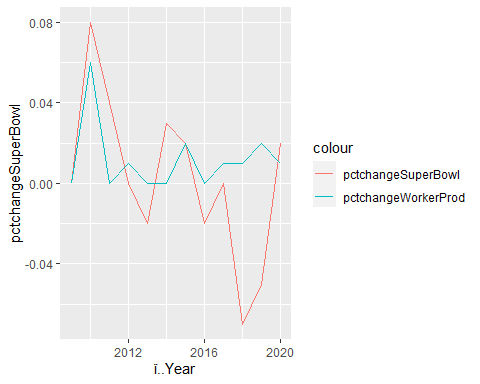 0.08
0.04
0.00
-0.04
pctchangeSuperBowl
2012
2016
2020
ï..Year
colour
pctchangeSuperBowl
pctchangeWorkerProd